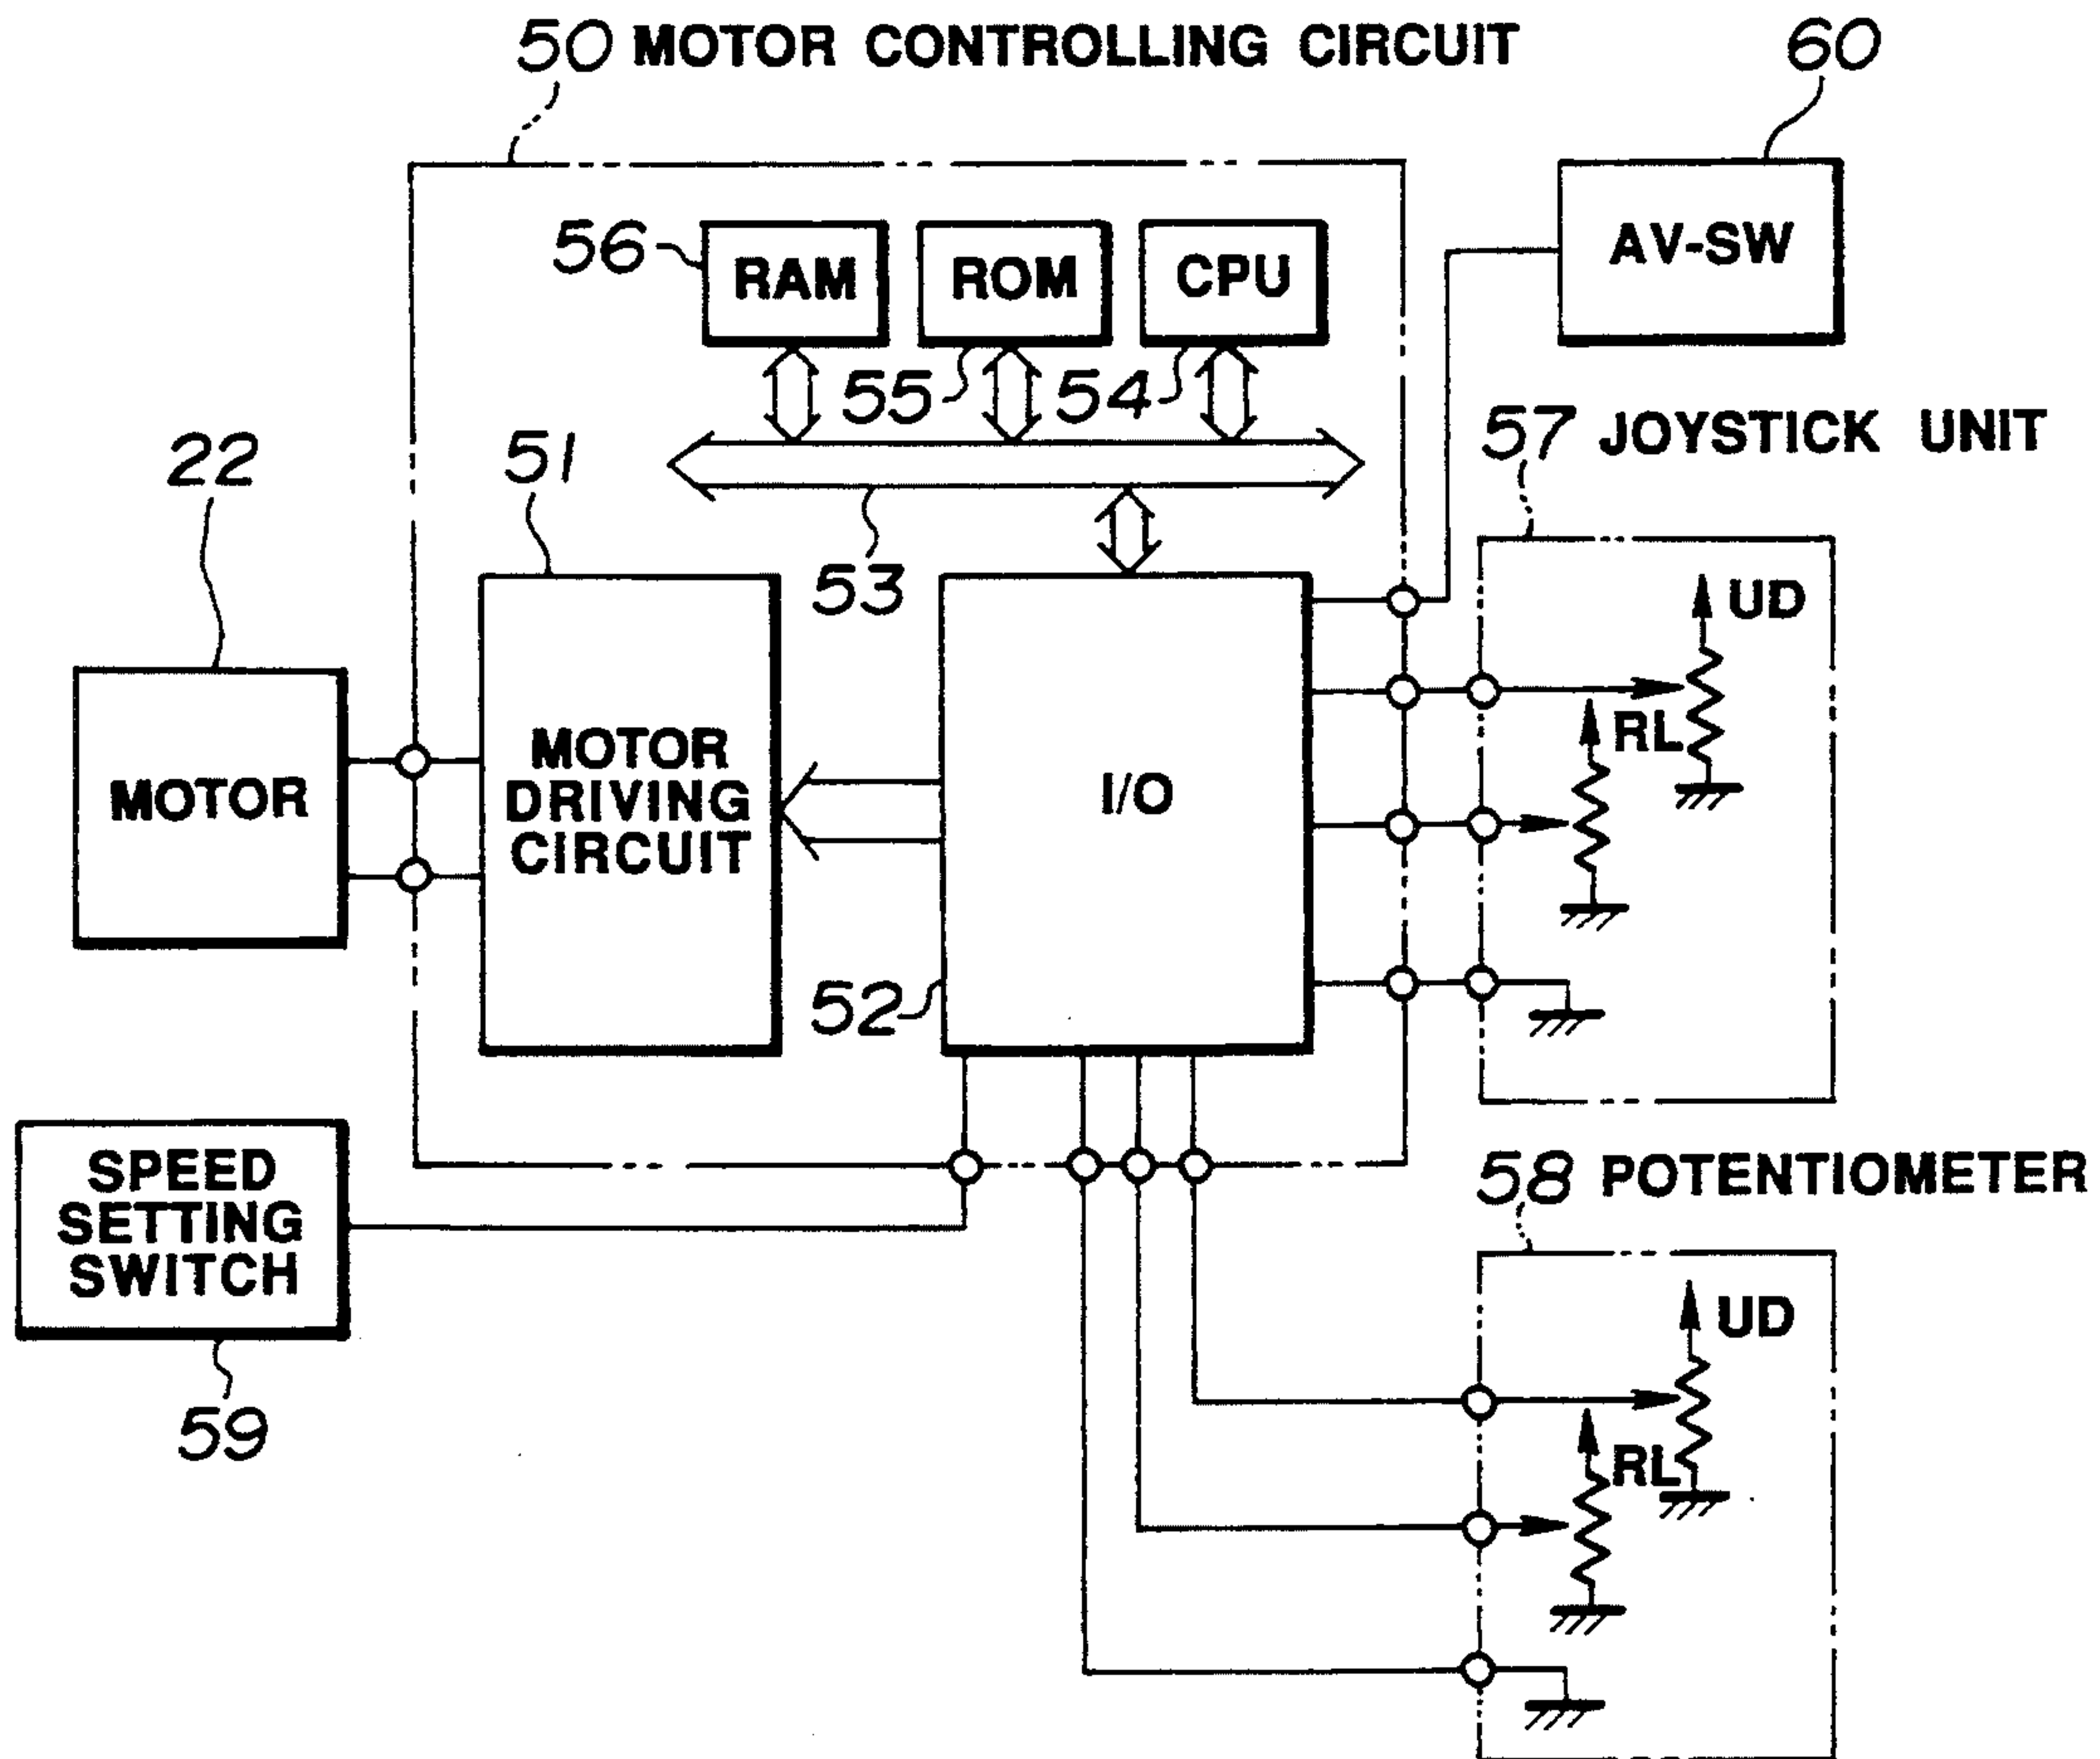 50 MOTOR CONTROLLING CIRCUIT
60
56
RAM
ROM
CPU
AV-SW
55
54
57 JOYSTICK UNIT
22
51
53
UD
RL
MOTOR
MOTOR
DRIVING
CIRCUIT
I/O
52
SPEED
SETTING
SWITCH
59
58 POTENTIOMETER
UD
RL